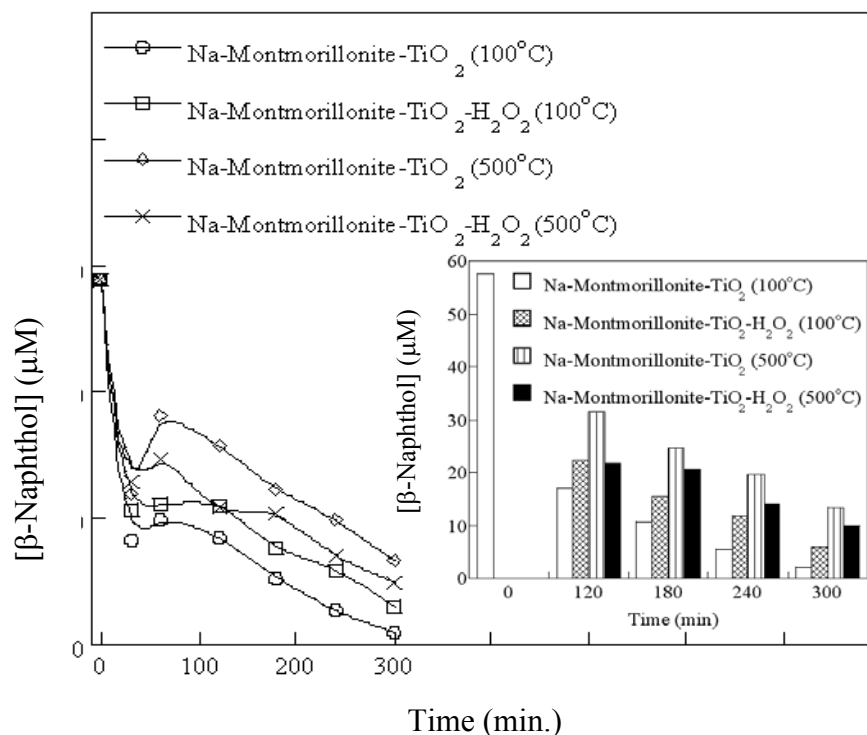 Na-Montmorillonite-TiO₂ (100°C)
Na-Montmorillonite-TiO₂-H₂O₂ (100°C)
Na-Montmorillonite-TiO₂ (500°C)
Na-Montmorillonite-TiO₂-H₂O₂ (500°C)
[β-Naphthol] (μM)
0
0
100
200
300
Time (min.)
60
50
40
30
20
10
0
[β-Naphthol] (μM)
Na-Montmorillonite-TiO₂ (100°C)
Na-Montmorillonite-TiO₂-H₂O₂ (100°C)
Na-Montmorillonite-TiO₂ (500°C)
Na-Montmorillonite-TiO₂-H₂O₂ (500°C)
0
120
180
240
300
Time (min)